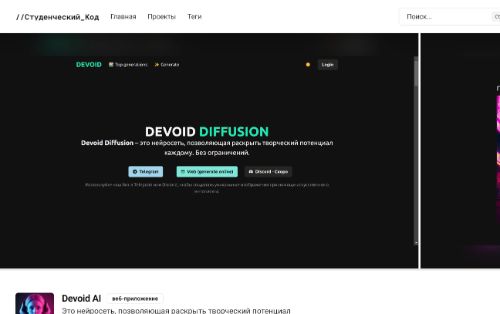 //Студенческий_Код
Главная
Проекты
Теги
Поиск...
DEVOID
Top generations
Generate
Login
DEVOID DIFFUSION
Devoid Diffusion – это нейросеть, позволяющая раскрыть творческий потенциал
каждому. Без ограничений.
Telegram
Web (generate online)
Discord - Скоро
Devoid AI
веб-приложение
Это нейросеть, позволяющая раскрыть творческий потенциал